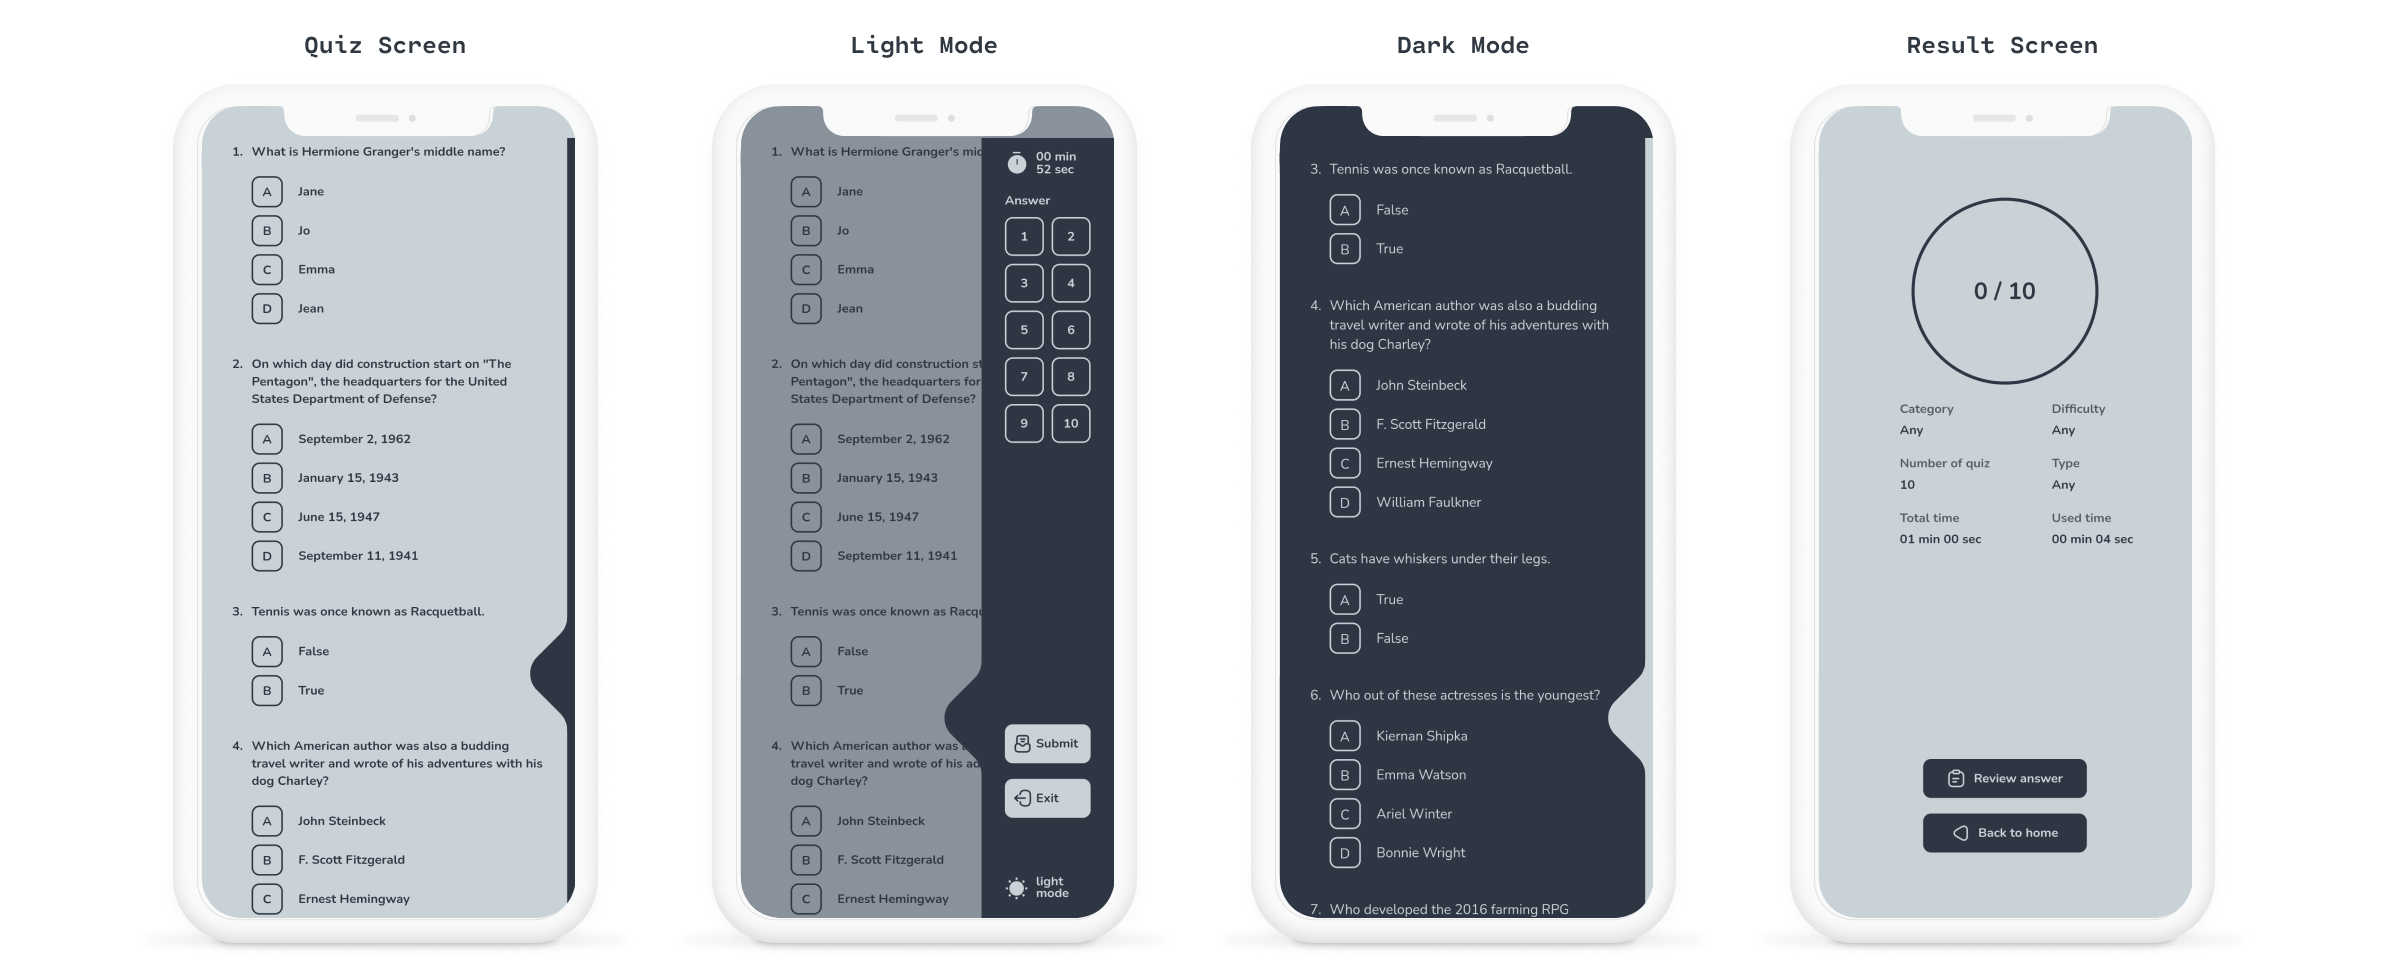 Quiz Screen
1. What is Hermione Granger's middle name?
A Jane
B Jo
C Emma
D Jean
2. On which day did construction start on "The
Pentagon", the headquarters for the United
States Department of Defense?
A September 2, 1962
B January 15, 1943
C June 15, 1947
D September 11, 1941
3. Tennis was once known as Racquetball.
A False
B True
4. Which American author was also a budding
travel writer and wrote of his adventures with his
dog Charley?
A John Steinbeck
B F. Scott Fitzgerald
C Ernest Hemingway
Light Mode
1. What is Hermione Granger's mid
A Jane
B Jo
C Emma
D Jean
2. On which day did construction st
Pentagon", the headquarters for
States Department of Defense?
A September 2, 1962
B January 15, 1943
C June 15, 1947
D September 11, 1941
3. Tennis was once known as Racqu
A False
B True
4. Which American author was a
travel writer and wrote of his ad
dog Charley?
A John Steinbeck
B F. Scott Fitzgerald
C Ernest Hemingway
00 min
52 sec
Answer
1 2
3 4
5 6
7 8
9 10
Submit
Exit
light
mode
Dark Mode
3. Tennis was once known as Racquetball.
A False
B True
4. Which American author was also a budding
travel writer and wrote of his adventures with
his dog Charley?
A John Steinbeck
B F. Scott Fitzgerald
C Ernest Hemingway
D William Faulkner
5. Cats have whiskers under their legs.
A True
B False
6. Who out of these actresses is the youngest?
A Kiernan Shipka
B Emma Watson
C Ariel Winter
D Bonnie Wright
7. Who developed the 2016 farming RPG
Result Screen
0 / 10
Category Difficulty
Any Any
Number of quiz Type
10 Any
Total time Used time
01 min 00 sec 00 min 04 sec
Review answer
Back to home